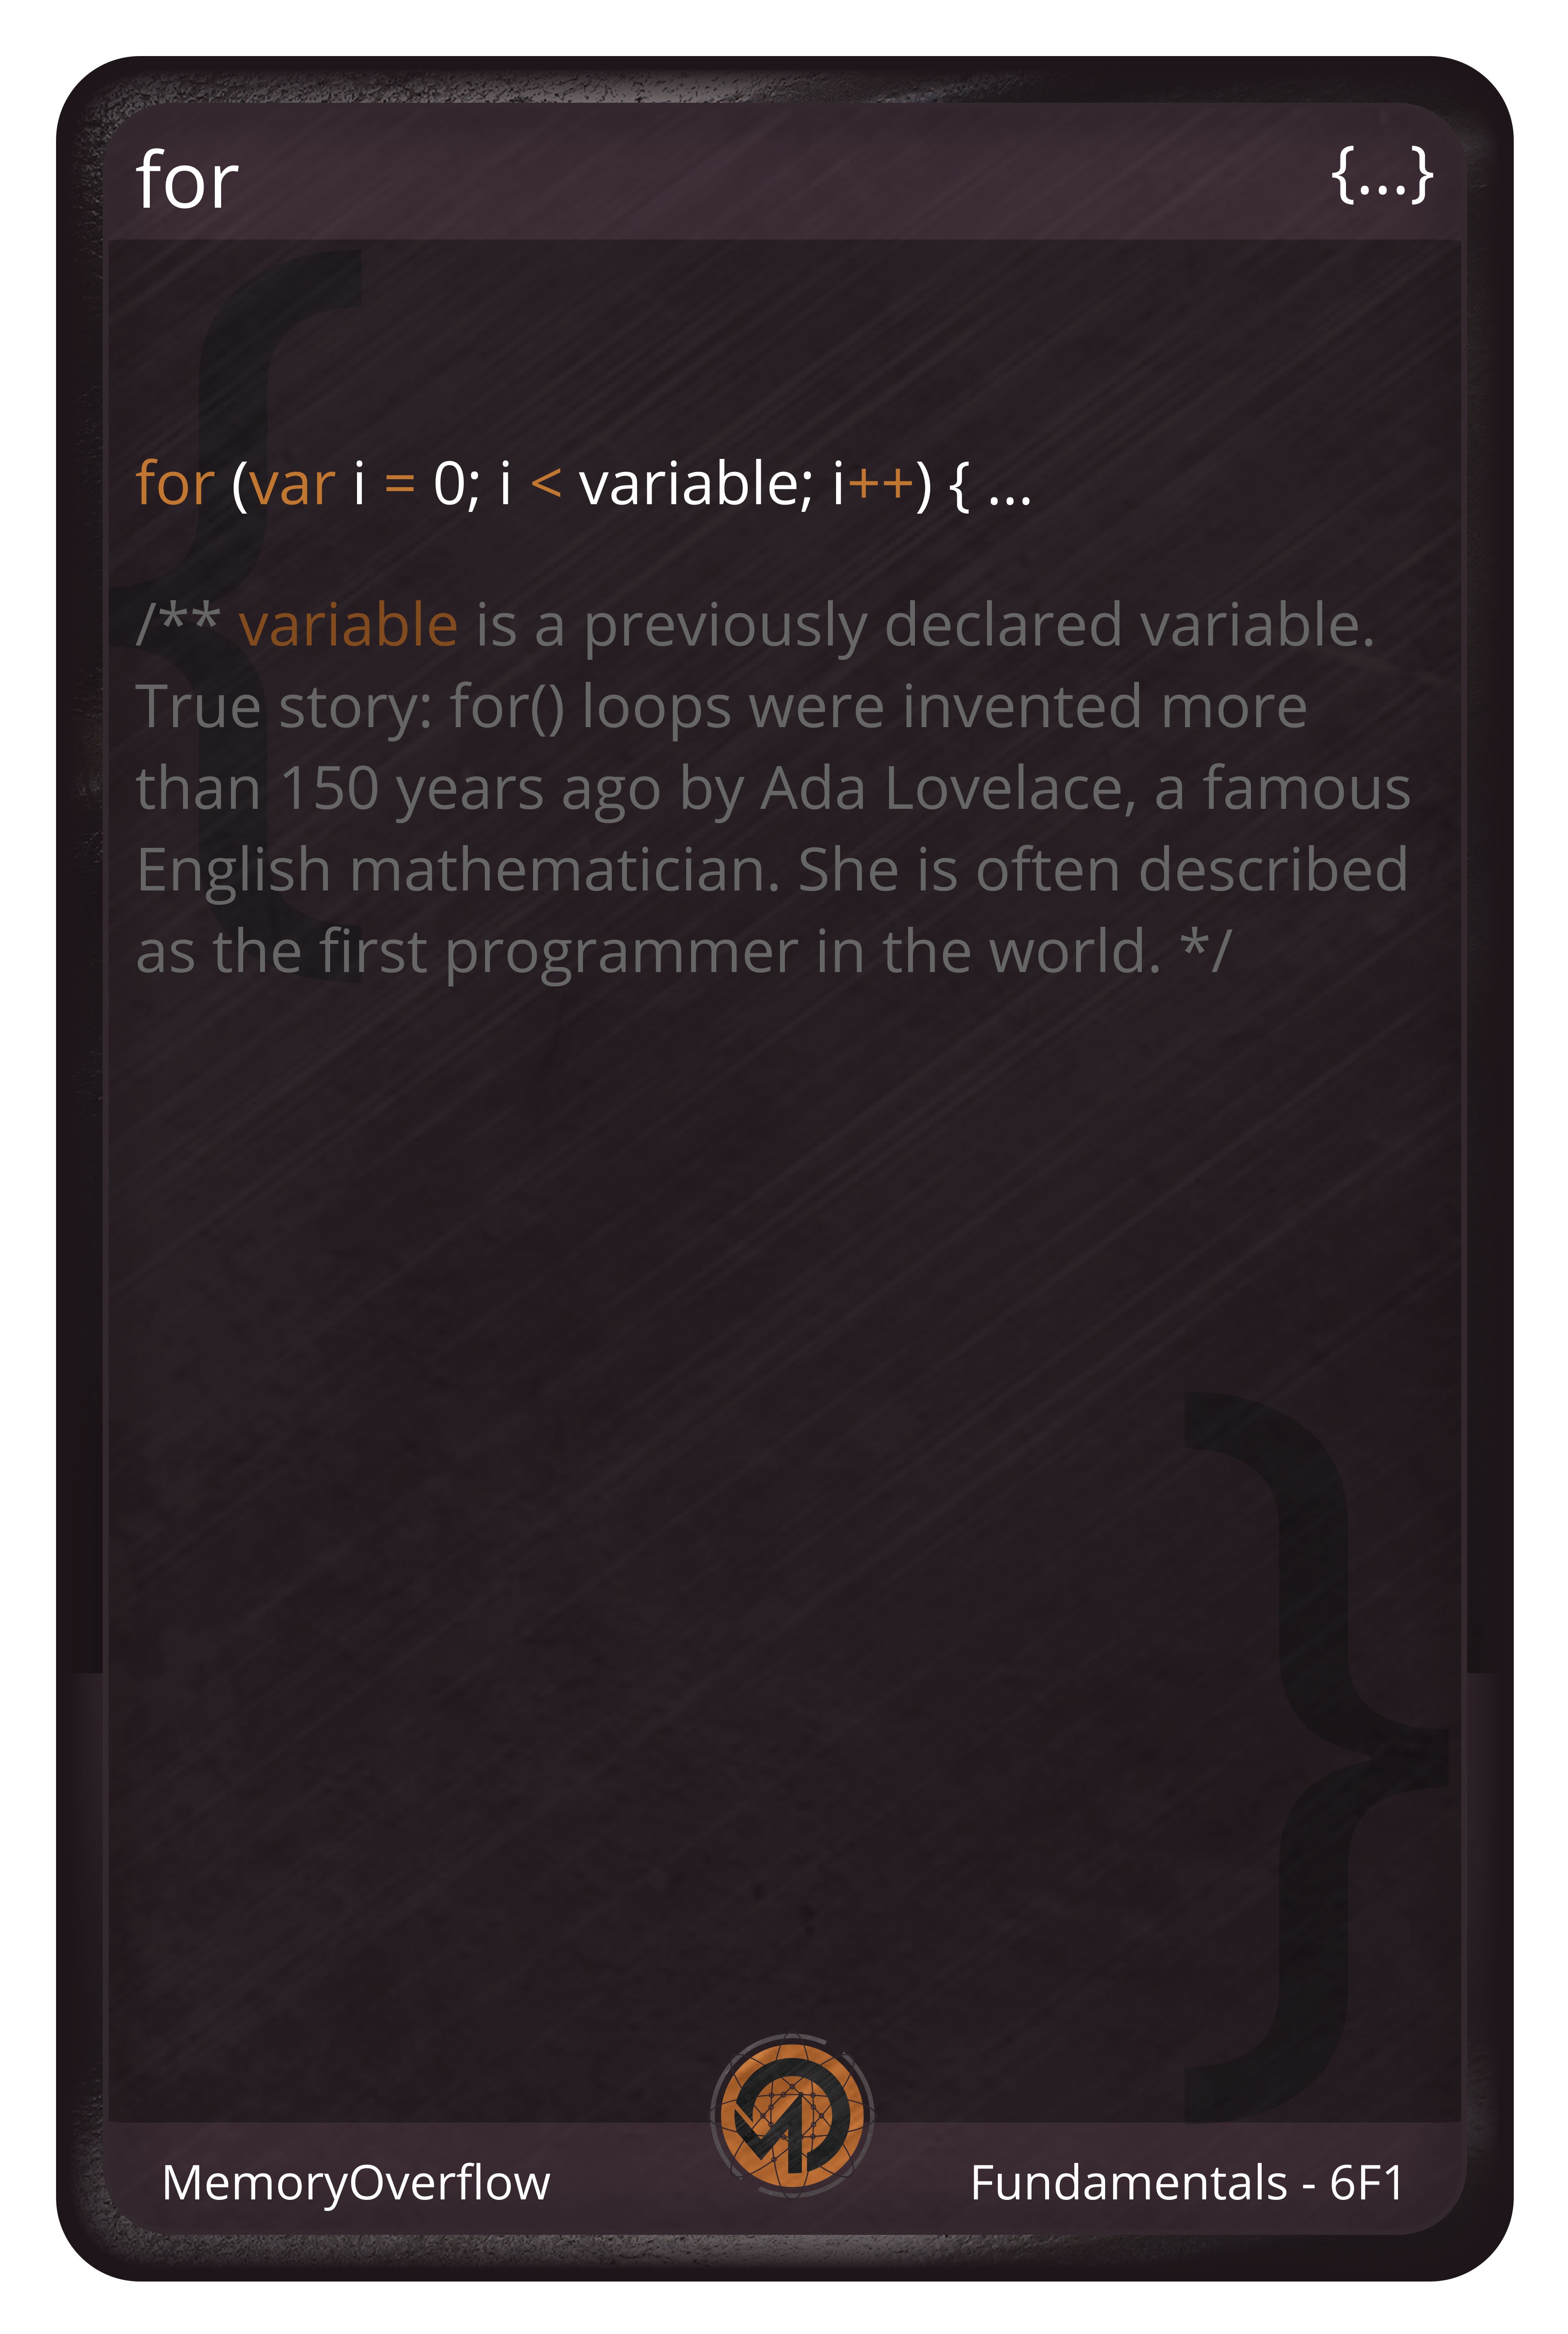 for {...}
for (var i = 0; i < variable; i++) { ...
/** variable is a previously declared variable.
True story: for() loops were invented more
than 150 years ago by Ada Lovelace, a famous
English mathematician. She is often described
as the first programmer in the world. */
{
}
MemoryOverflow
Fundamentals - 6F1